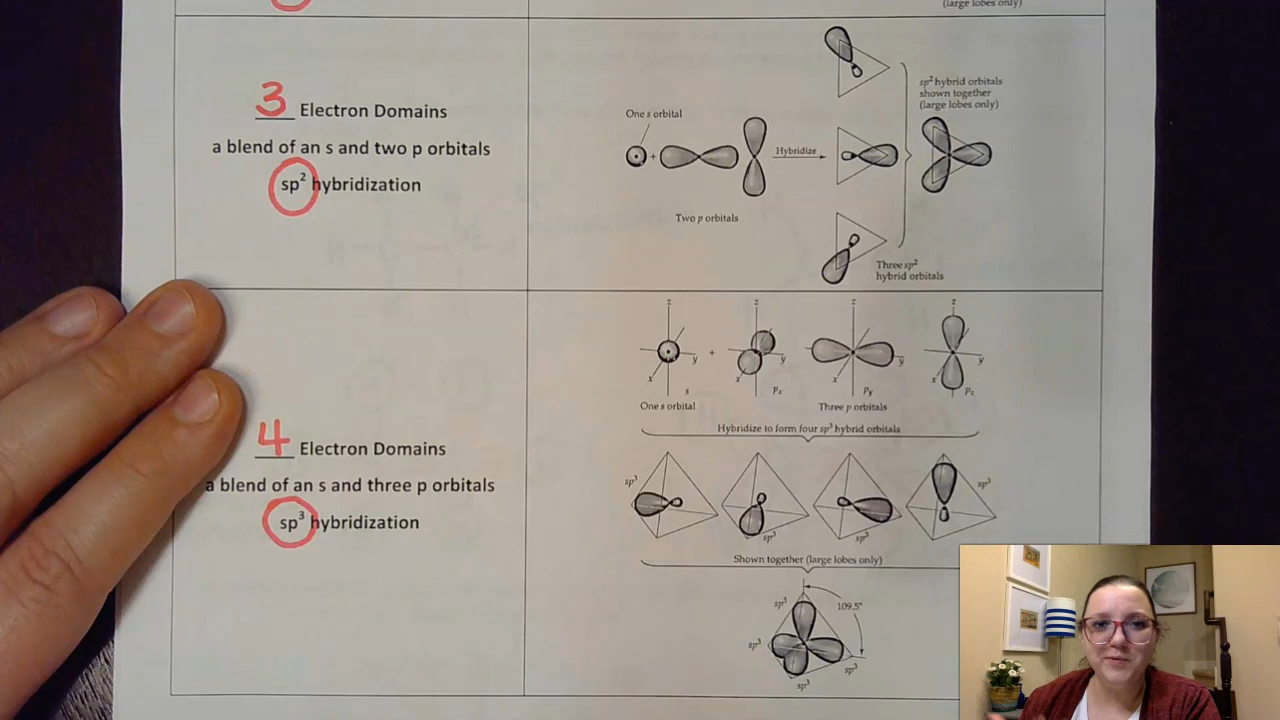 (large lobes only)
3 Electron Domains
a blend of an s and two p orbitals
sp² hybridization
One s orbital
+
Two p orbitals
Hybridize
Three sp²
hybrid orbitals
sp² hybrid orbitals
shown together
(large lobes only)
4 Electron Domains
a blend of an s and three p orbitals
sp³ hybridization
z z z z
+
y y y y
x x x x
s pₓ pᵧ p_z
One s orbital Three p orbitals
Hybridize to form four sp³ hybrid orbitals
sp³ sp³
sp³ sp³
Shown together (large lobes only)
sp³ 109.5°
sp³ sp³
sp³